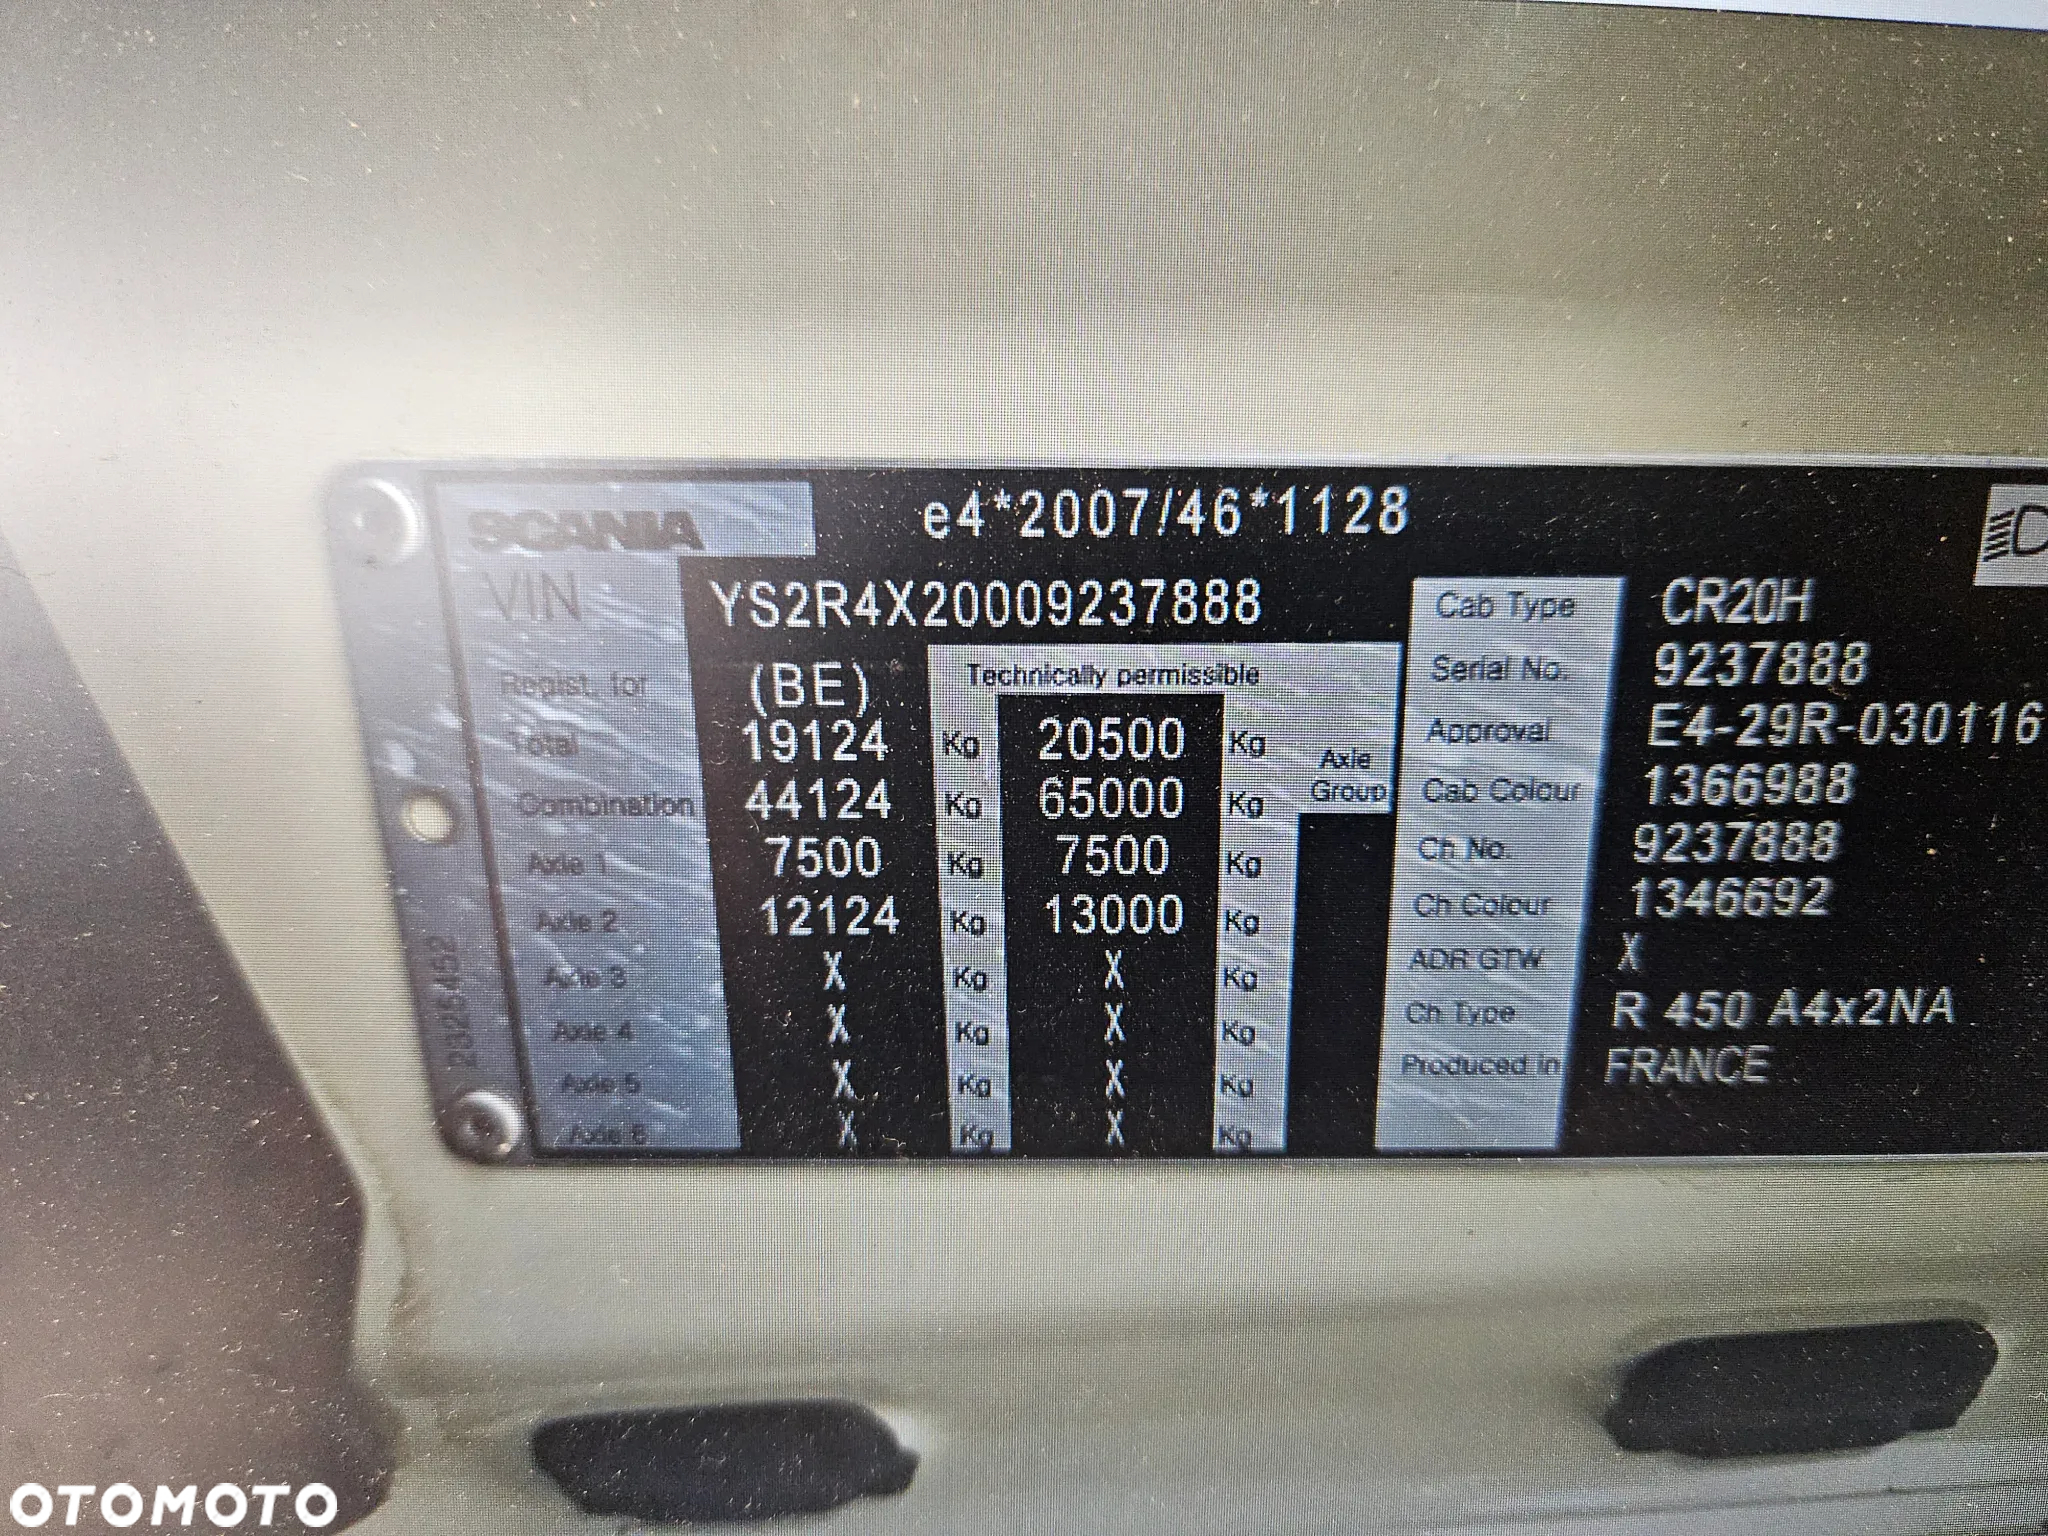 SCANIA e4*2007/46*1128
VIN YS2R4X20009237888
Regist. for (BE) Technically permissible
Total 19124 Kg 20500 Kg Axle Group
Combination 44124 Kg 65000 Kg
Axle 1 7500 Kg 7500 Kg
Axle 2 12124 Kg 13000 Kg
Axle 3 X Kg X Kg
Axle 4 X Kg X Kg
Axle 5 X Kg X Kg
Axle 6 X Kg X Kg
Cab Type CR20H
Serial No. 9237888
Approval E4-29R-030116
Cab Colour 1366988
Ch No. 9237888
Ch Colour 1346692
ADR GTW X
Ch Type R 450 A4x2NA
Produced in FRANCE
2325452
OTOMOTO